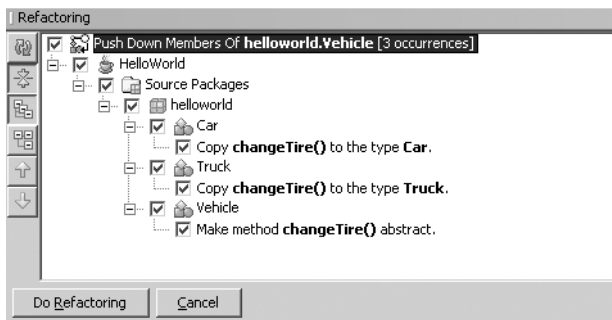 Refactoring
Push Down Members Of helloworld.Vehicle [3 occurrences]
HelloWorld
Source Packages
helloworld
Car
Copy changeTire() to the type Car.
Truck
Copy changeTire() to the type Truck.
Vehicle
Make method changeTire() abstract.
Do Refactoring Cancel